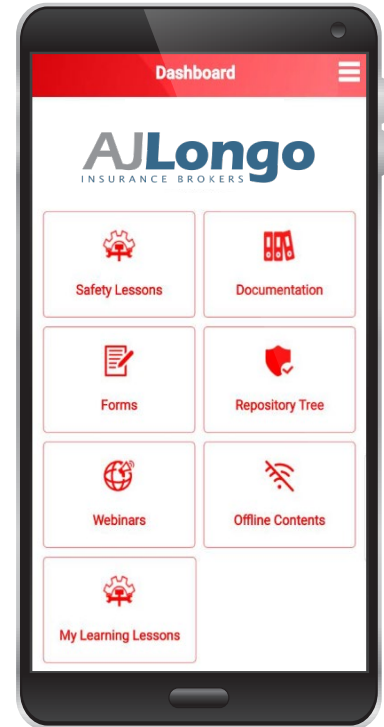 Dashboard
AJLongo
INSURANCE BROKERS
Safety Lessons
Documentation
Forms
Repository Tree
Webinars
Offline Contents
My Learning Lessons